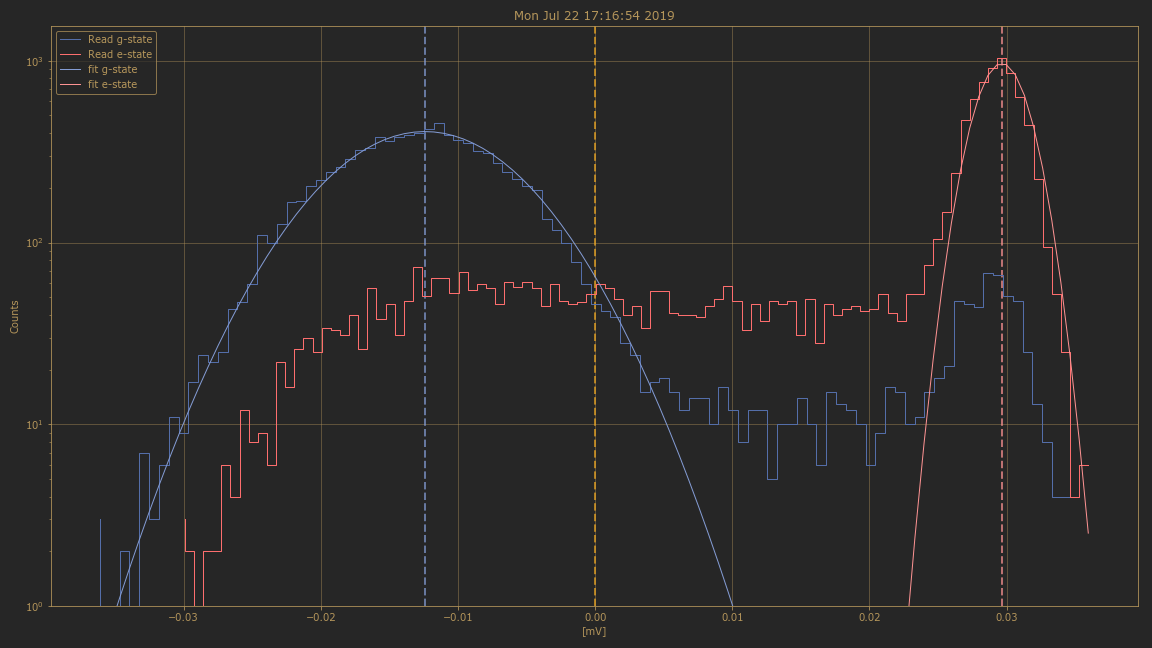 Mon Jul 22 17:16:54 2019
Read g-state
Read e-state
fit g-state
fit e-state
10³
10²
10¹
10⁰
Counts
−0.03 −0.02 −0.01 0.00 0.01 0.02 0.03
[mV]